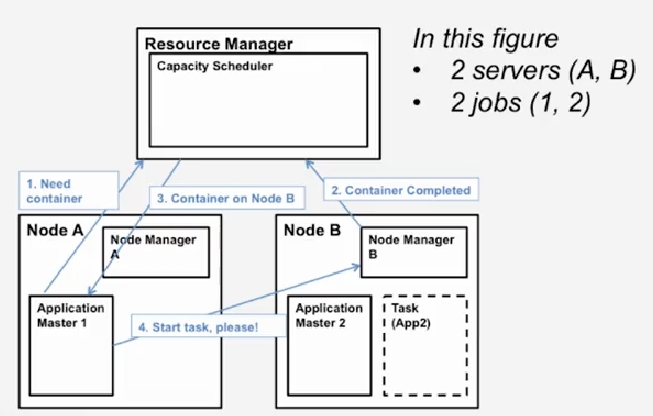 Resource Manager
Capacity Scheduler
In this figure
• 2 servers (A, B)
• 2 jobs (1, 2)
1. Need
container
3. Container on Node B
2. Container Completed
Node A
Node Manager
A
Node B
Node Manager
B
Application
Master 1
4. Start task, please!
Application
Master 2
Task
(App2)